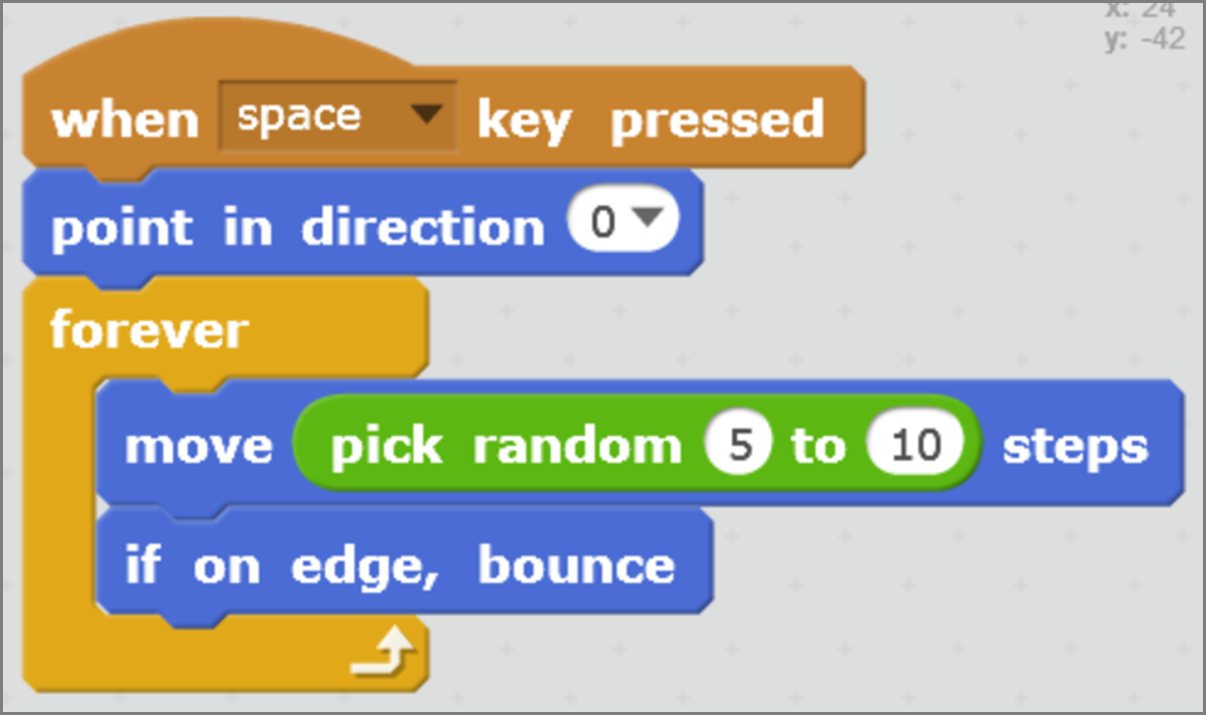 x: 24
y: -42
when space key pressed
point in direction 0
forever
move pick random 5 to 10 steps
if on edge, bounce